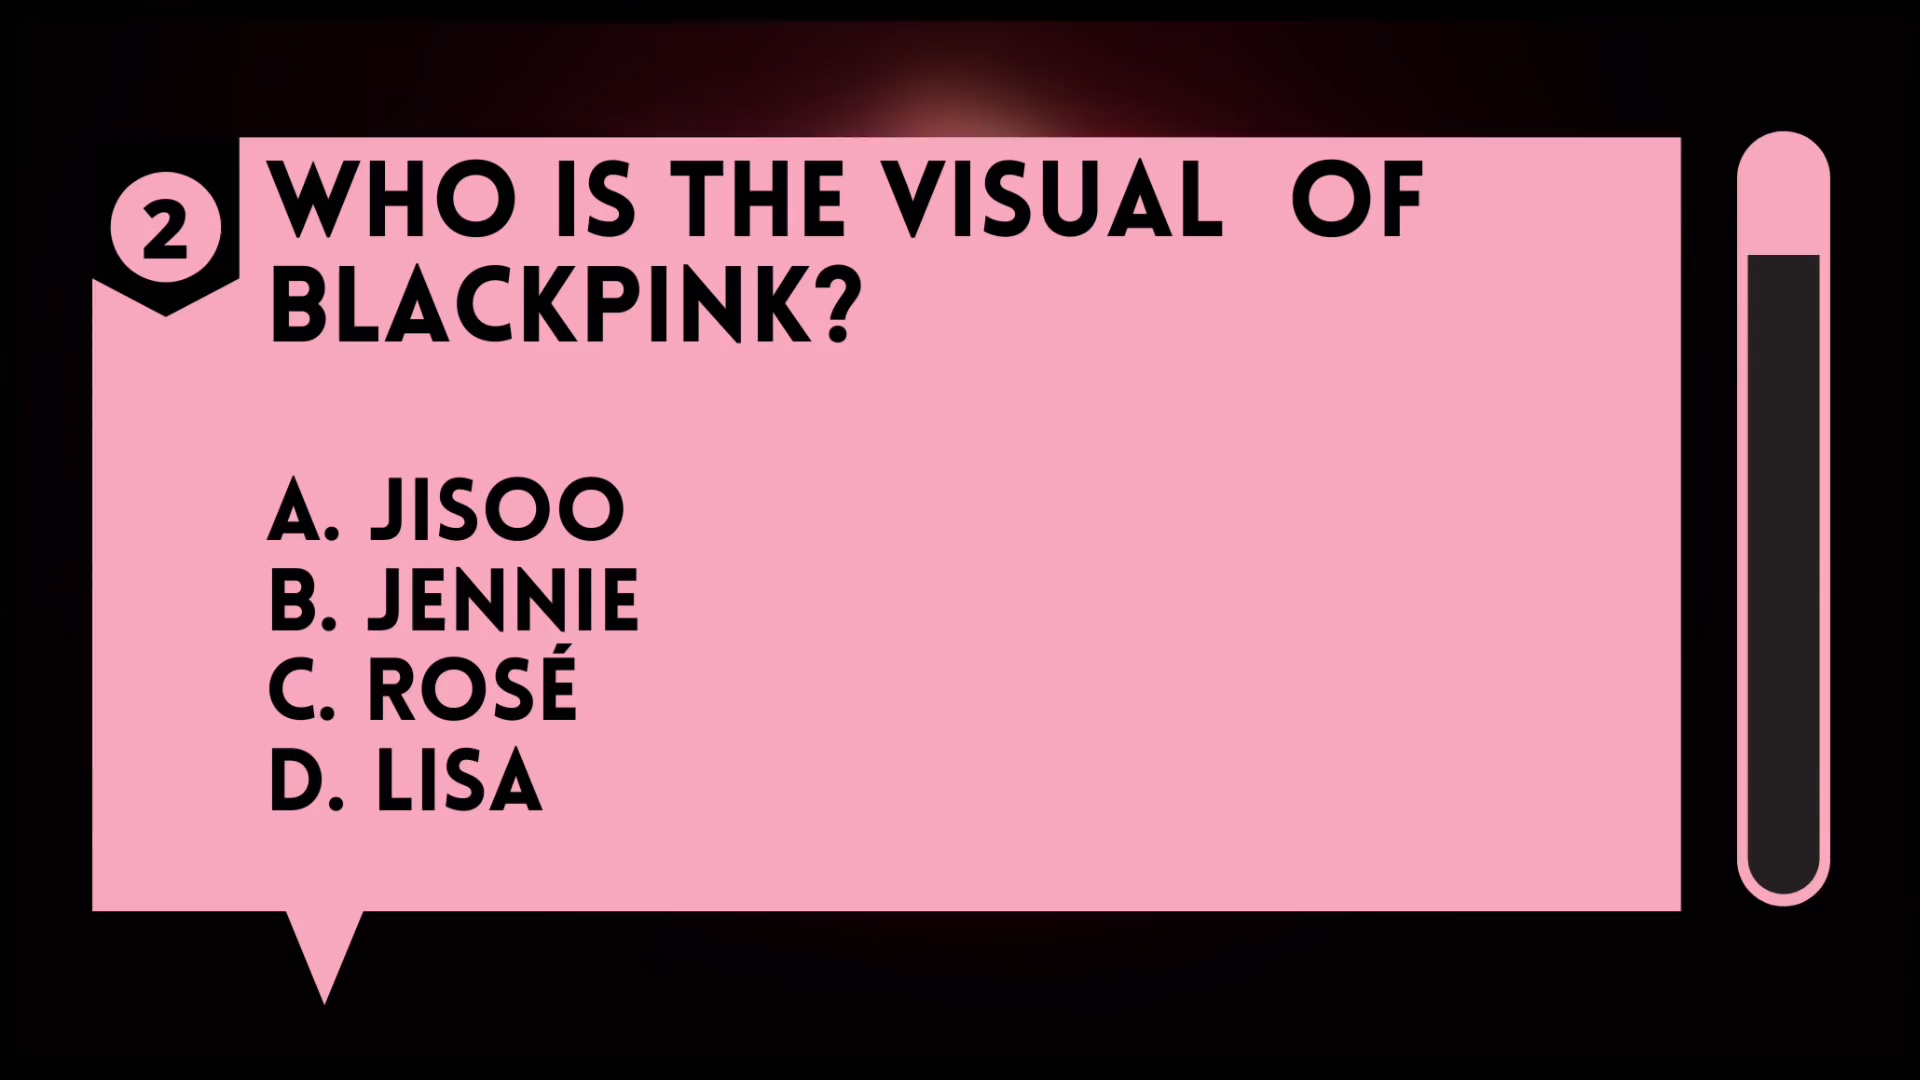 2
WHO IS THE VISUAL OF
BLACKPINK?
A. JISOO
B. JENNIE
C. ROSÉ
D. LISA